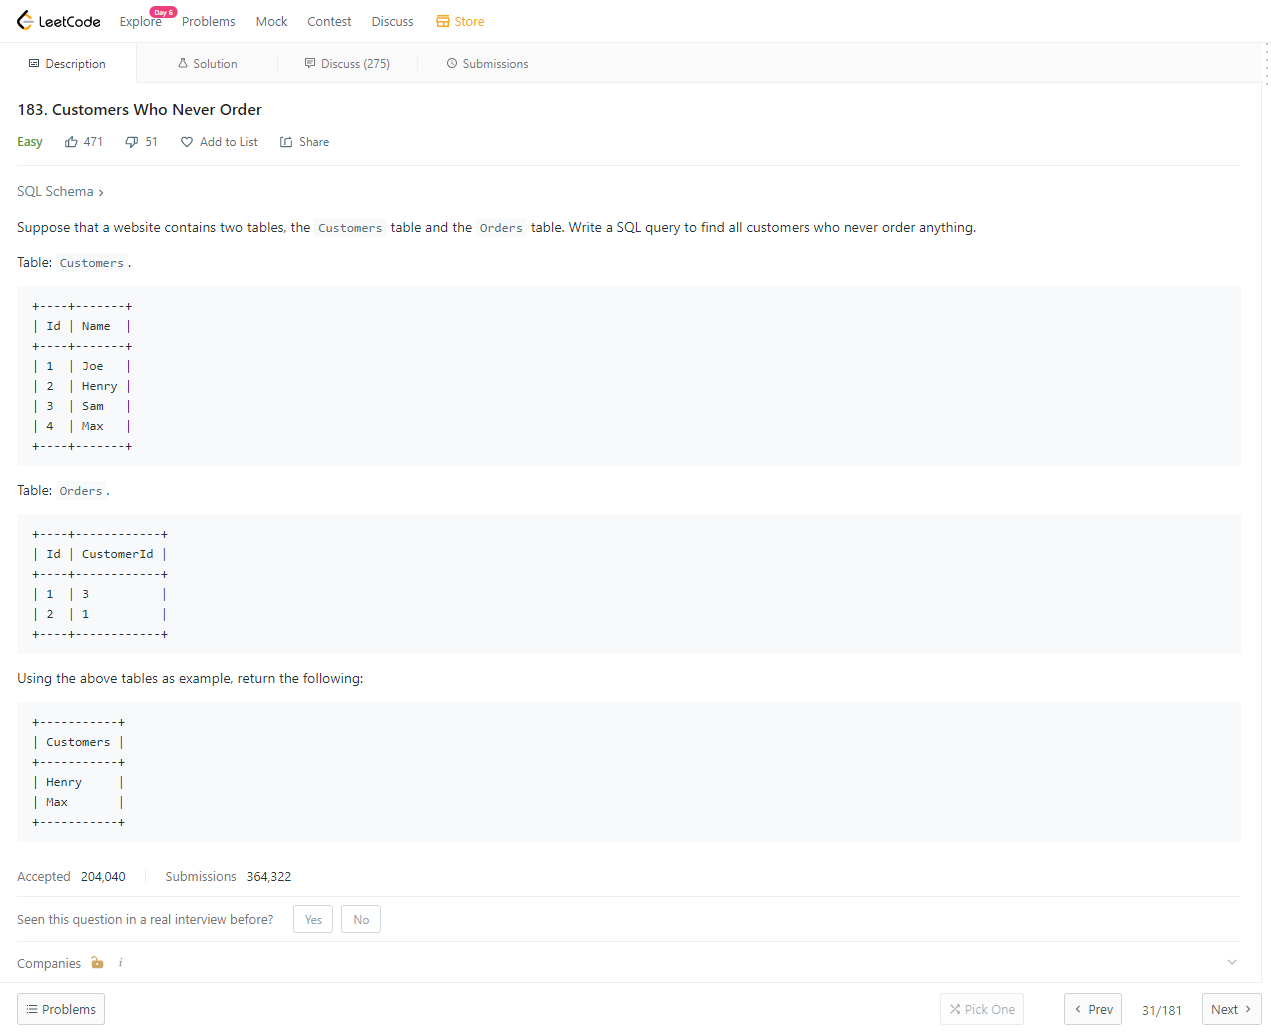 LeetCode Explore Day 6 Problems Mock Contest Discuss Store
Description Solution Discuss (275) Submissions
183. Customers Who Never Order
Easy 471 51 Add to List Share
SQL Schema ›
Suppose that a website contains two tables, the Customers table and the Orders table. Write a SQL query to find all customers who never order anything.
Table: Customers.
+----+-------+
| Id | Name  |
+----+-------+
| 1  | Joe   |
| 2  | Henry |
| 3  | Sam   |
| 4  | Max   |
+----+-------+
Table: Orders.
+----+------------+
| Id | CustomerId |
+----+------------+
| 1  | 3          |
| 2  | 1          |
+----+------------+
Using the above tables as example, return the following:
+-----------+
| Customers |
+-----------+
| Henry     |
| Max       |
+-----------+
Accepted 204,040 Submissions 364,322
Seen this question in a real interview before? Yes No
Companies i
Problems Pick One ‹ Prev 31/181 Next ›